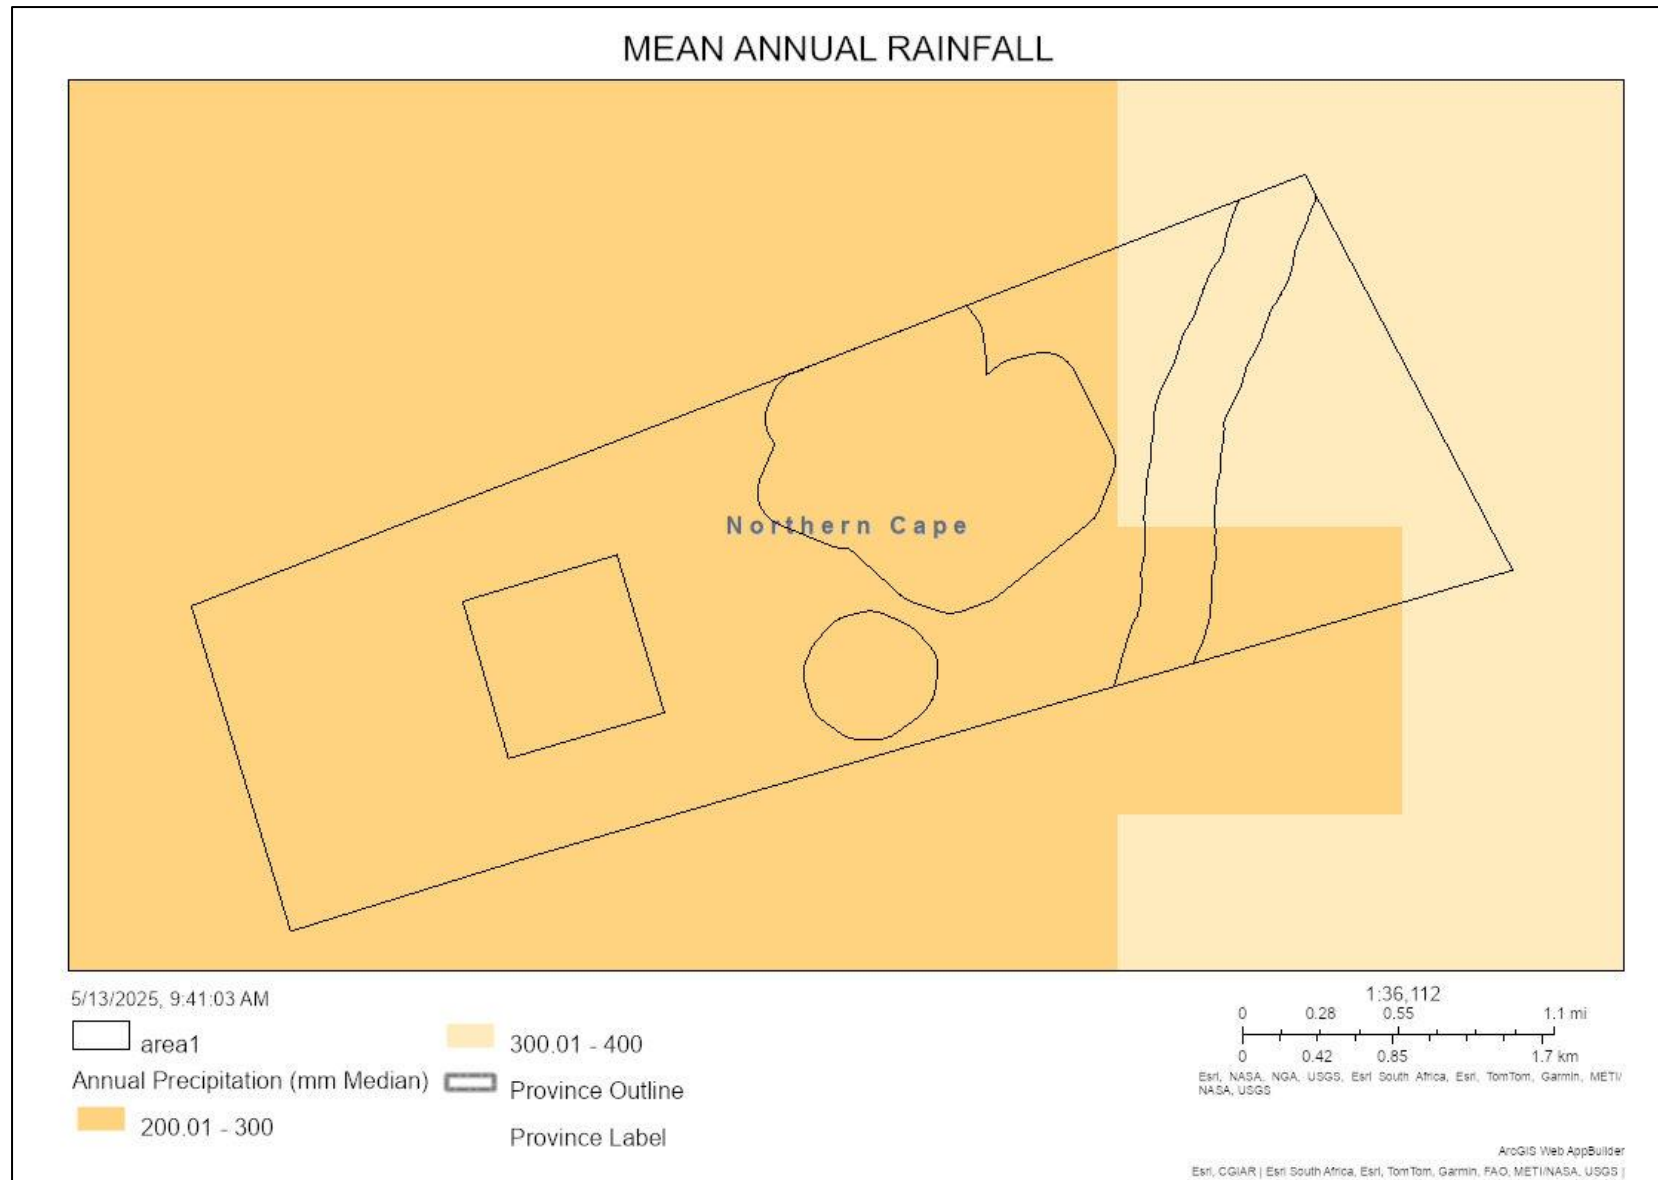 MEAN ANNUAL RAINFALL
Northern Cape
5/13/2025, 9:41:03 AM
area1
Annual Precipitation (mm Median)
200.01 - 300
300.01 - 400
Province Outline
Province Label
1:36,112
0 0.28 0.55 1.1 mi
0 0.42 0.85 1.7 km
Esri, NASA, NGA, USGS, Esri South Africa, Esri, TomTom, Garmin, METI/
NASA, USGS
ArcGIS Web AppBuilder
Esri, CGIAR | Esri South Africa, Esri, TomTom, Garmin, FAO, METI/NASA, USGS |